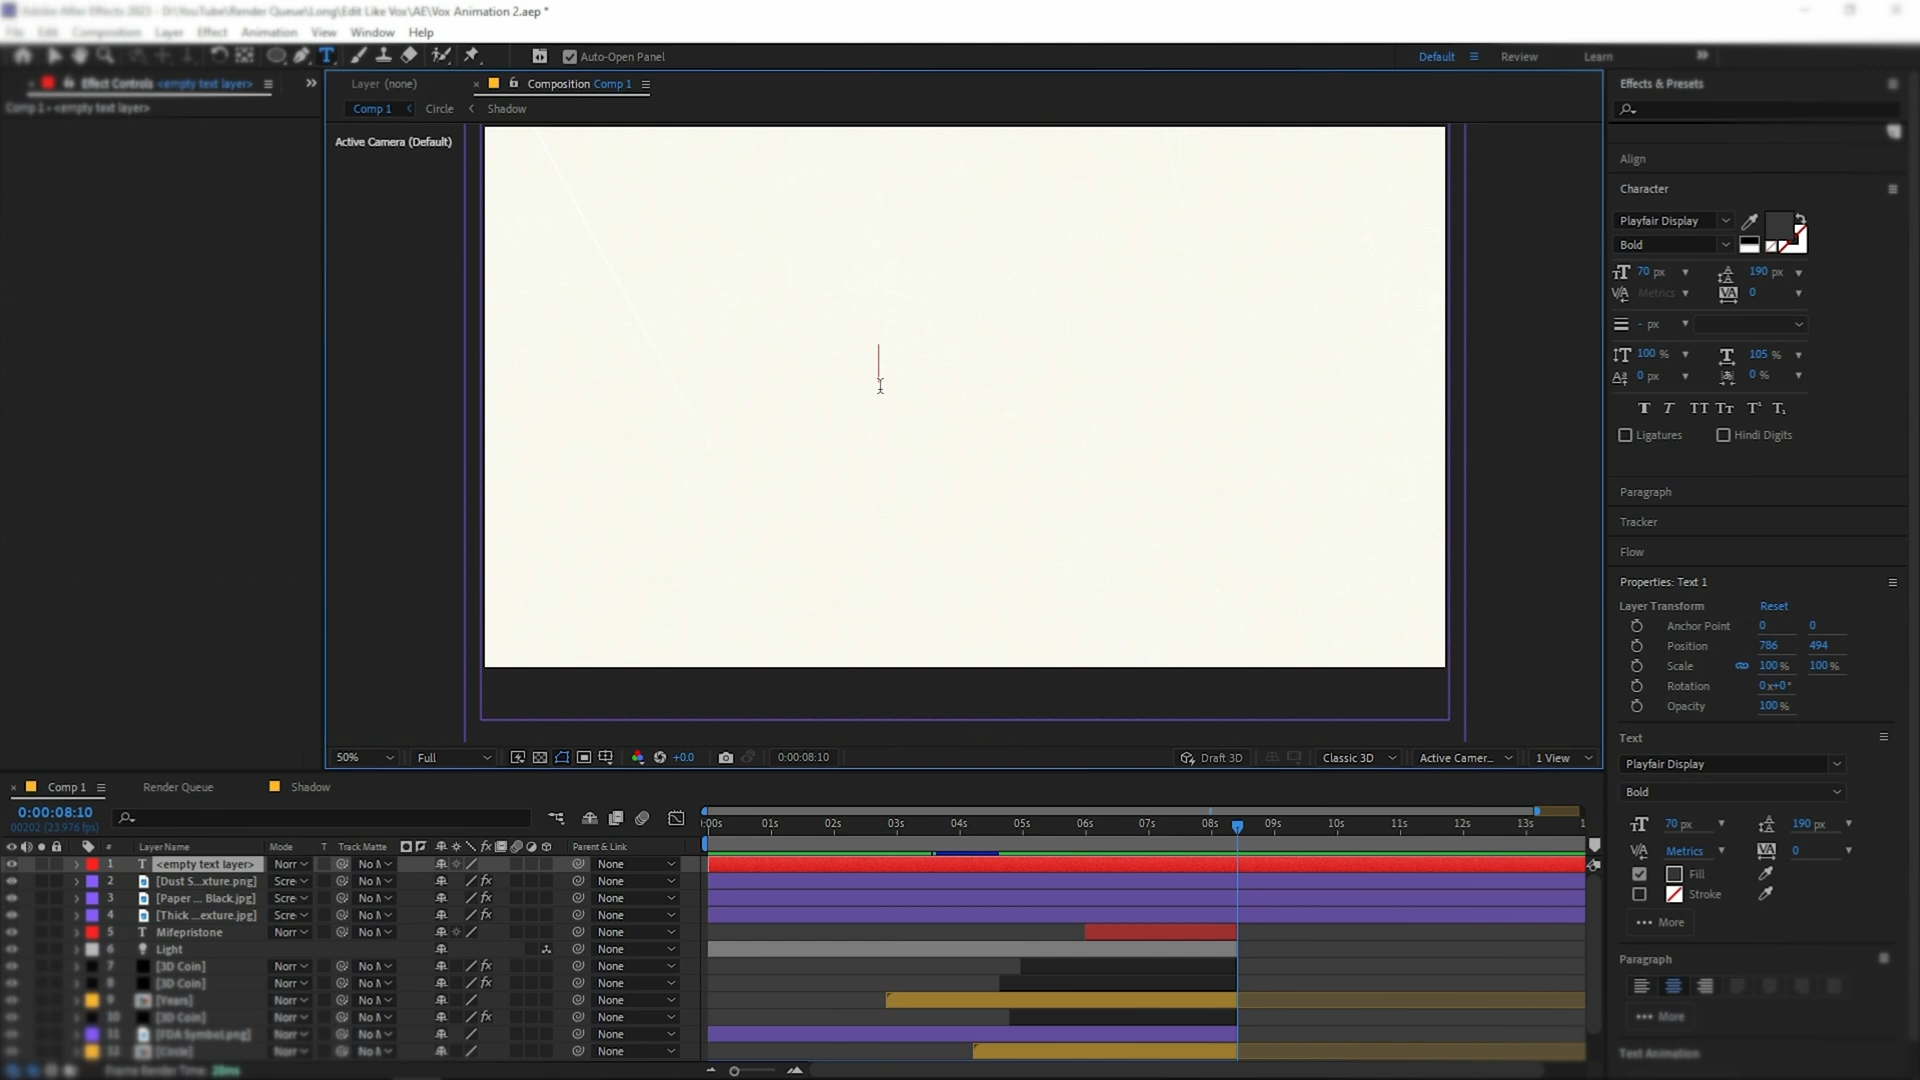 Adobe After Effects 2025 - D:\YouTube\Render Queue\Long\Edit Like Vox\AE\Vox Animation 2.aep *
File Edit Composition Layer Effect Animation View Window Help
Auto-Open Panel
Default
Review
Learn
Effect Controls <empty text layer>
Comp 1 • <empty text layer>
Layer (none)
Composition Comp 1
Comp 1
Circle
Shadow
Active Camera (Default)
50%
Full
+0.0
0:00:08:10
Draft 3D
Classic 3D
Active Camer...
1 View
Effects & Presets
Align
Character
Playfair Display
Bold
70 px
190 px
Metrics
0
- px
100 %
105 %
0 px
0 %
Ligatures
Hindi Digits
Paragraph
Tracker
Flow
Properties: Text 1
Layer Transform Reset
Anchor Point 0 0
Position 786 494
Scale 100 % 100 %
Rotation 0x+0°
Opacity 100 %
Text
Playfair Display
Bold
70 px
190 px
Metrics
0
Fill
Stroke
More
Paragraph
More
Text Animation
Comp 1
Render Queue
Shadow
0:00:08:10
00202 (23.976 fps)
:00s 01s 02s 03s 04s 05s 06s 07s 08s 09s 10s 11s 12s 13s 1
# Layer Name Mode T Track Matte Parent & Link
1 T <empty text layer> Norr No M None
2 [Dust S...xture.png] Scre No M None
3 [Paper ... Black.jpg] Scre No M None
4 [Thick ...exture.jpg] Scre No M None
5 T Mifepristone Norr No M None
6 Light None
7 [3D Coin] Norr No M None
8 [3D Coin] Norr No M None
9 [Years] Norr No M None
10 [3D Coin] Norr No M None
11 [FDA Symbol.png] Norr No M None
12 [Circle] Norr No M None
Frame Render Time: 28ms